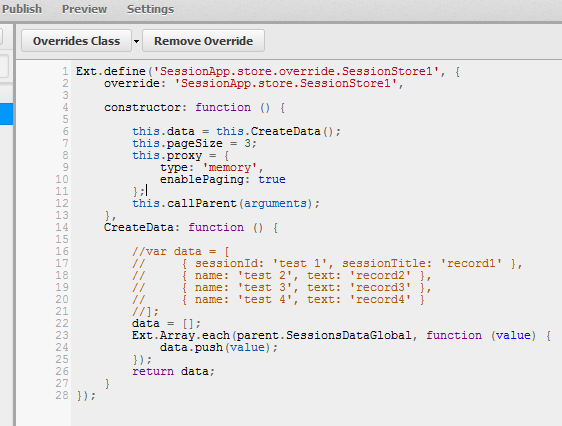 Publish Preview Settings
Overrides Class Remove Override
1 Ext.define('SessionApp.store.override.SessionStore1', {
2     override: 'SessionApp.store.SessionStore1',
3
4     constructor: function () {
5
6         this.data = this.CreateData();
7         this.pageSize = 3;
8         this.proxy = {
9             type: 'memory',
10             enablePaging: true
11         };
12         this.callParent(arguments);
13     },
14     CreateData: function () {
15
16         //var data = [
17         //     { sessionId: 'test 1', sessionTitle: 'record1' },
18         //     { name: 'test 2', text: 'record2' },
19         //     { name: 'test 3', text: 'record3' },
20         //     { name: 'test 4', text: 'record4' }
21         //];
22         data = [];
23         Ext.Array.each(parent.SessionsDataGlobal, function (value) {
24             data.push(value);
25         });
26         return data;
27     }
28 });